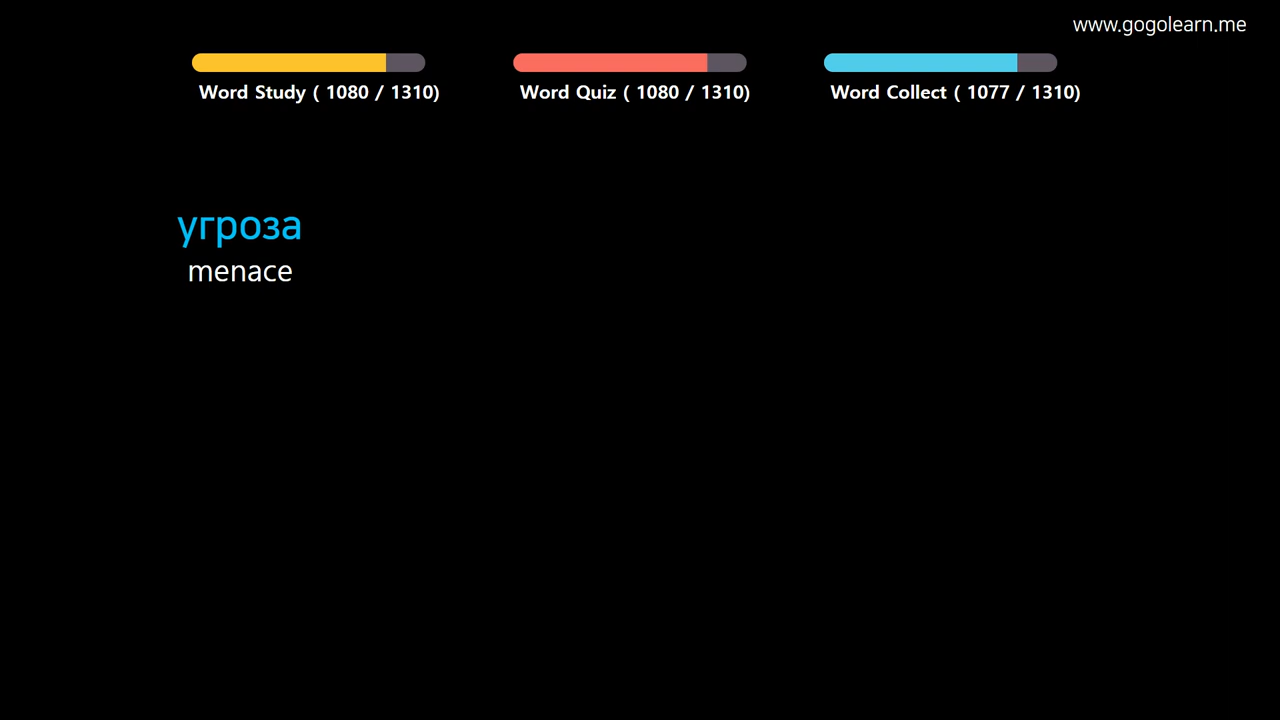 www.gogolearn.me
Word Study ( 1080 / 1310)
Word Quiz ( 1080 / 1310)
Word Collect ( 1077 / 1310)
угроза
menace